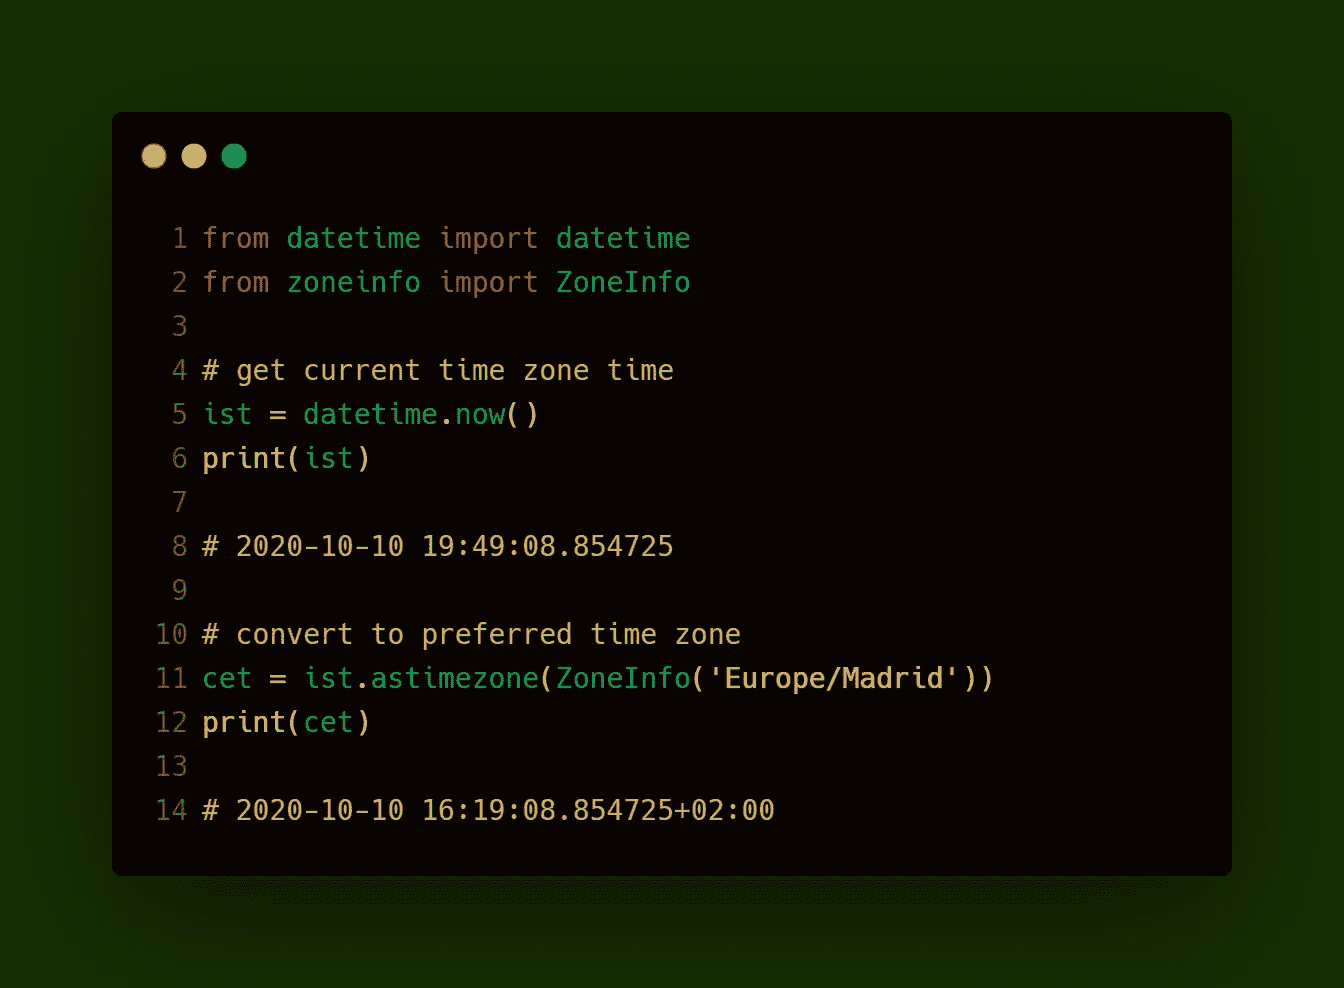 1 from datetime import datetime
2 from zoneinfo import ZoneInfo
3
4 # get current time zone time
5 ist = datetime.now()
6 print(ist)
7
8 # 2020-10-10 19:49:08.854725
9
10 # convert to preferred time zone
11 cet = ist.astimezone(ZoneInfo('Europe/Madrid'))
12 print(cet)
13
14 # 2020-10-10 16:19:08.854725+02:00